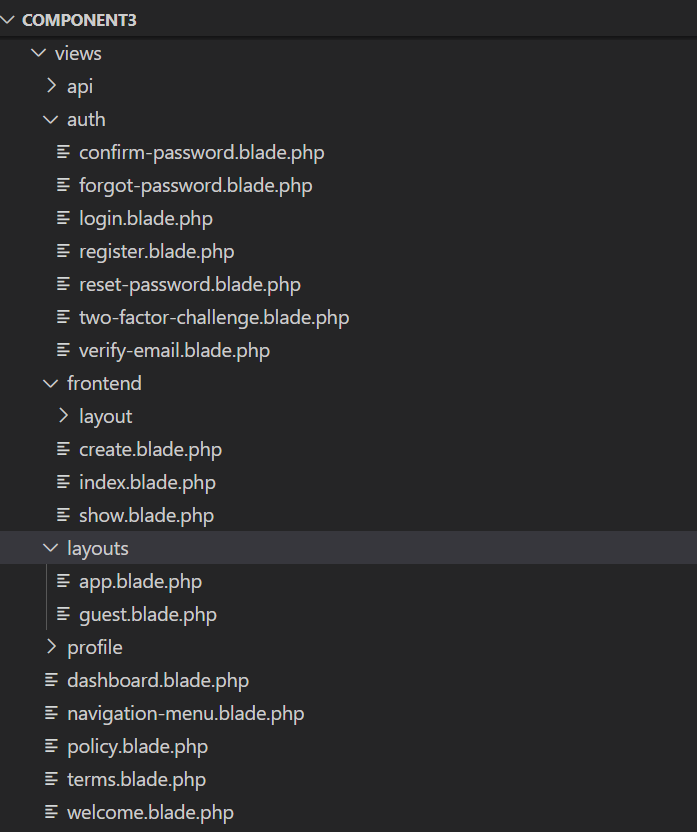 COMPONENT3
views
api
auth
confirm-password.blade.php
forgot-password.blade.php
login.blade.php
register.blade.php
reset-password.blade.php
two-factor-challenge.blade.php
verify-email.blade.php
frontend
layout
create.blade.php
index.blade.php
show.blade.php
layouts
app.blade.php
guest.blade.php
profile
dashboard.blade.php
navigation-menu.blade.php
policy.blade.php
terms.blade.php
welcome.blade.php